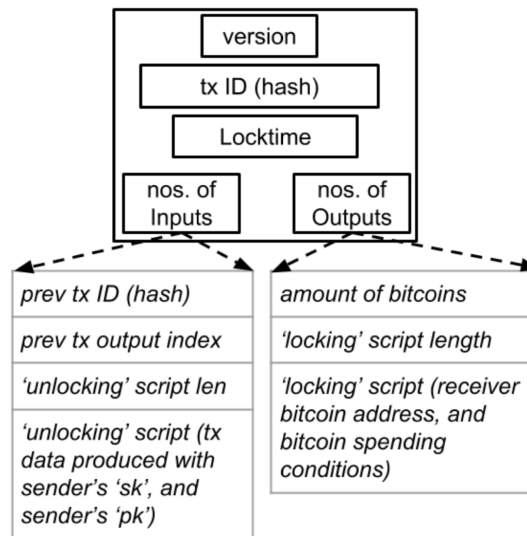 version
tx ID (hash)
Locktime
nos. of
Inputs
nos. of
Outputs
prev tx ID (hash)
prev tx output index
‘unlocking’ script len
‘unlocking’ script (tx
data produced with
sender’s ‘sk’, and
sender’s ‘pk’)
amount of bitcoins
‘locking’ script length
‘locking’ script (receiver
bitcoin address, and
bitcoin spending
conditions)